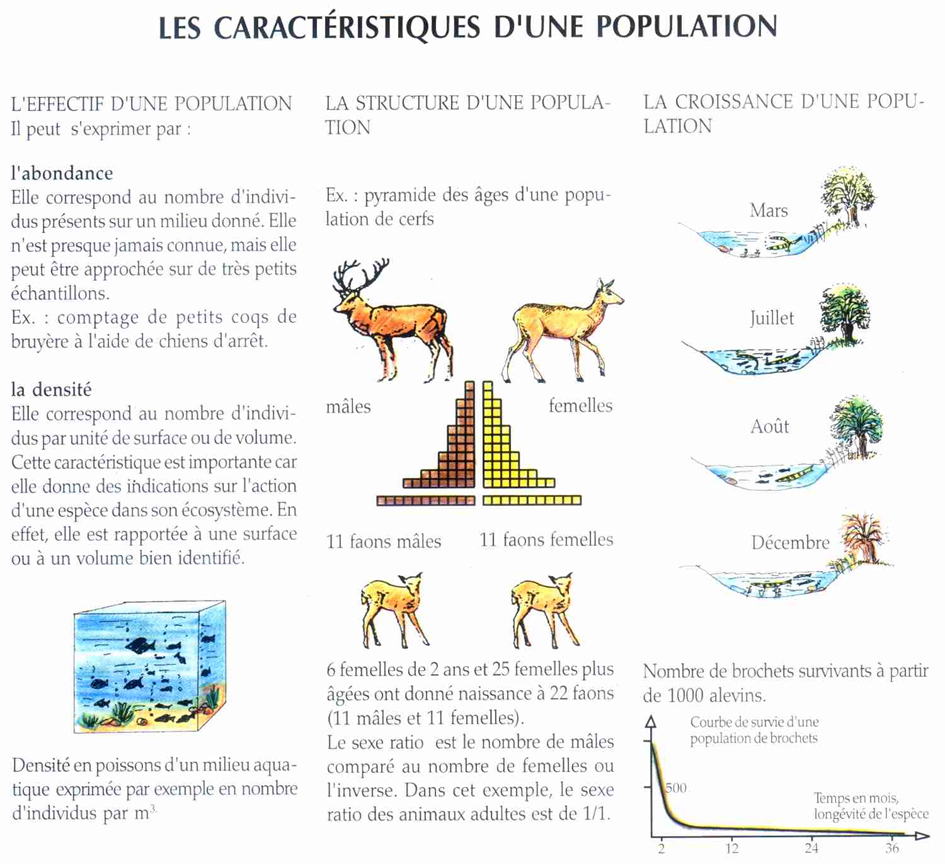 LES CARACTÉRISTIQUES D'UNE POPULATION
L'EFFECTIF D'UNE POPULATION
Il peut s'exprimer par :
l'abondance
Elle correspond au nombre d'indivi-
dus présents sur un milieu donné. Elle
n'est presque jamais connue, mais elle
peut être approchée sur de très petits
échantillons.
Ex. : comptage de petits coqs de
bruyère à l'aide de chiens d'arrêt.
la densité
Elle correspond au nombre d'indivi-
dus par unité de surface ou de volume.
Cette caractéristique est importante car
elle donne des indications sur l'action
d'une espèce dans son écosystème. En
effet, elle est rapportée à une surface
ou à un volume bien identifié.
Densité en poissons d'un milieu aqua-
tique exprimée par exemple en nombre
d'individus par m³.
LA STRUCTURE D'UNE POPULA-
TION
Ex. : pyramide des âges d'une popu-
lation de cerfs
mâles
femelles
11 faons mâles
11 faons femelles
6 femelles de 2 ans et 25 femelles plus
âgées ont donné naissance à 22 faons
(11 mâles et 11 femelles).
Le sexe ratio est le nombre de mâles
comparé au nombre de femelles ou
l'inverse. Dans cet exemple, le sexe
ratio des animaux adultes est de 1/1.
LA CROISSANCE D'UNE POPU-
LATION
Mars
Juillet
Août
Décembre
Nombre de brochets survivants à partir
de 1000 alevins.
Courbe de survie d'une
population de brochets
500
Temps en mois,
longévité de l'espèce
2 12 24 36